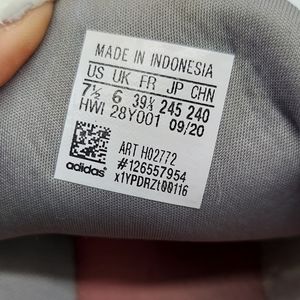 MADE IN INDONESIA
US UK FR JP CHN
7½ 6 39⅓ 245 240
HWI 28Y001 09/20
ART H02772
#126557954
x1YPDRZt00116
adidas